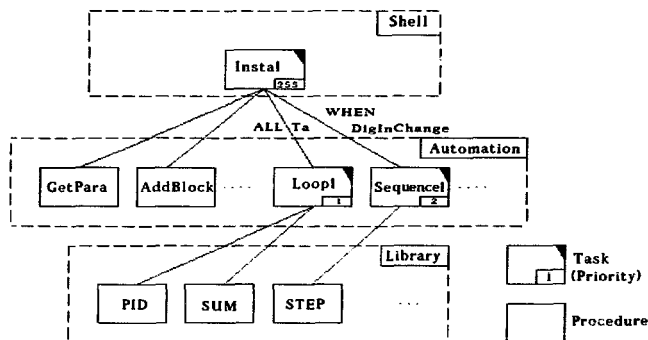 Shell
Instal
255
WHEN
ALL Ta
DigInChange
Automation
GetPara
AddBlock
....
Loop1
1
Sequence1
2
....
Library
PID
SUM
STEP
...
Task
(Priority)
1
Procedure